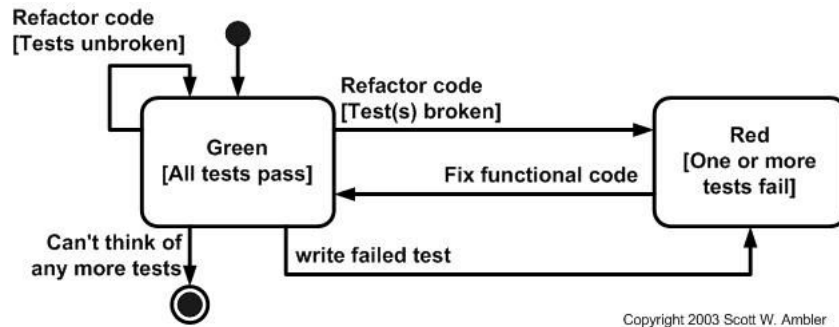 Refactor code
[Tests unbroken]
Refactor code
[Test(s) broken]
Green
[All tests pass]
Red
[One or more
tests fail]
Fix functional code
Can't think of
any more tests
write failed test
Copyright 2003 Scott W. Ambler